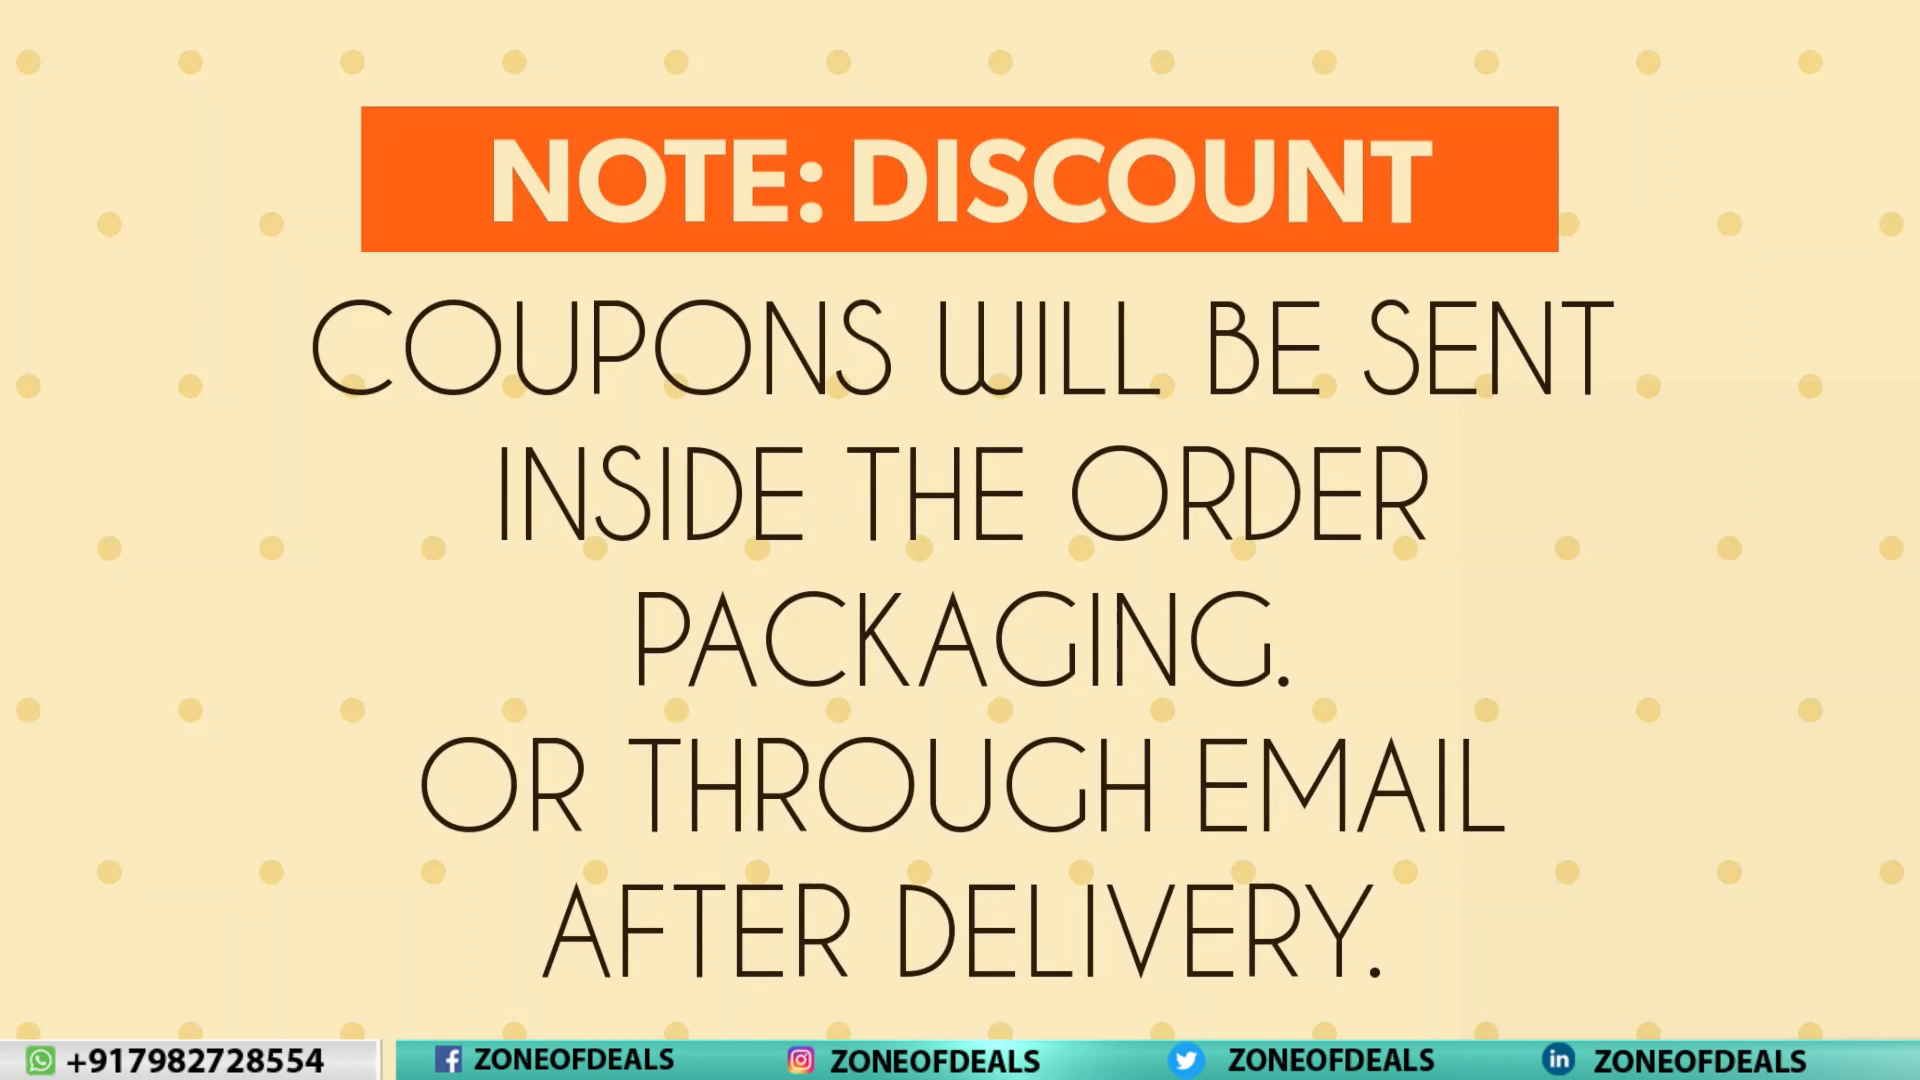 NOTE: DISCOUNT
COUPONS WILL BE SENT
INSIDE THE ORDER
PACKAGING.
OR THROUGH EMAIL
AFTER DELIVERY.
+917982728554 ZONEOFDEALS ZONEOFDEALS ZONEOFDEALS ZONEOFDEALS